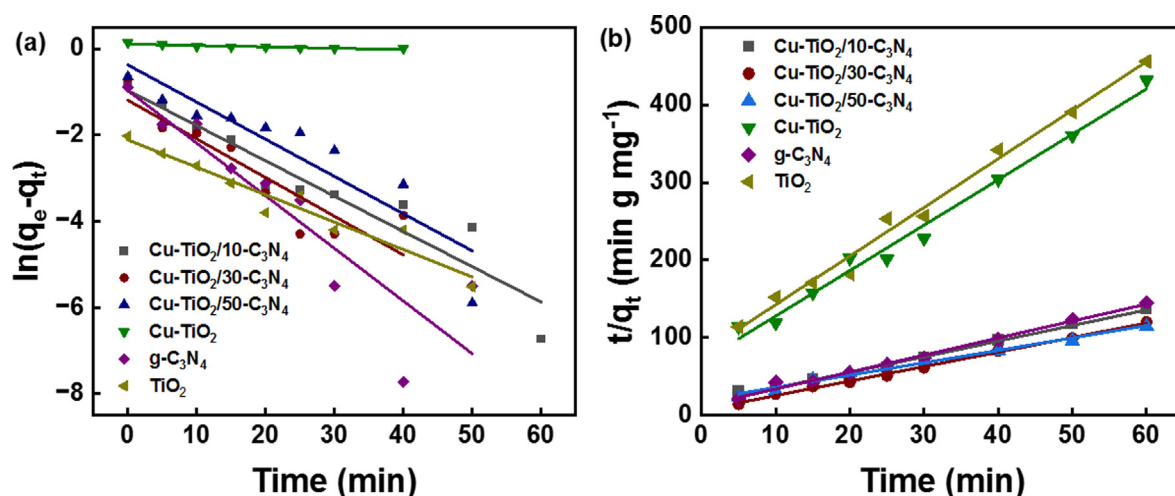 (a)
0
−2
−4
−6
−8
ln(qₑ-qₜ)
Cu-TiO₂/10-C₃N₄
Cu-TiO₂/30-C₃N₄
Cu-TiO₂/50-C₃N₄
Cu-TiO₂
g-C₃N₄
TiO₂
0 10 20 30 40 50 60
Time (min)
(b)
500
400
300
200
100
0
t/qₜ (min g mg⁻¹)
Cu-TiO₂/10-C₃N₄
Cu-TiO₂/30-C₃N₄
Cu-TiO₂/50-C₃N₄
Cu-TiO₂
g-C₃N₄
TiO₂
0 10 20 30 40 50 60
Time (min)